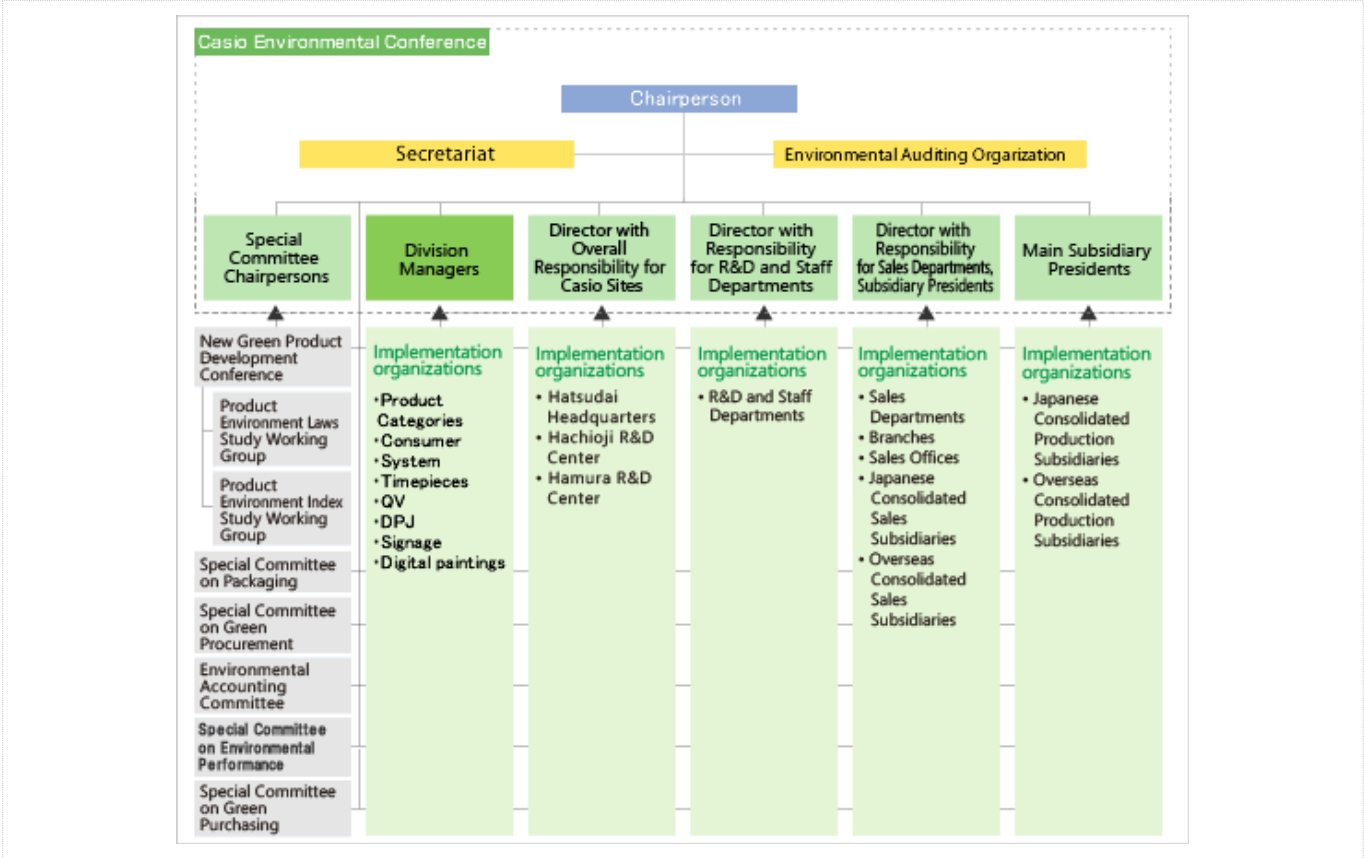 Casio Environmental Conference
Chairperson
Secretariat
Environmental Auditing Organization
Special
Committee
Chairpersons
Division
Managers
Director with
Overall
Responsibility for
Casio Sites
Director with
Responsibility
for R&D and Staff
Departments
Director with
Responsibility
for Sales Departments,
Subsidiary Presidents
Main Subsidiary
Presidents
New Green Product
Development
Conference
Product
Environment Laws
Study Working
Group
Product
Environment Index
Study Working
Group
Special Committee
on Packaging
Special Committee
on Green
Procurement
Environmental
Accounting
Committee
Special Committee
on Environmental
Performance
Special Committee
on Green
Purchasing
Implementation
organizations
・Product
Categories
・Consumer
・System
・Timepieces
・QV
・DPJ
・Signage
・Digital paintings
Implementation
organizations
• Hatsudai
Headquarters
• Hachioji R&D
Center
• Hamura R&D
Center
Implementation
organizations
• R&D and Staff
Departments
Implementation
organizations
• Sales
Departments
• Branches
• Sales Offices
• Japanese
Consolidated
Sales
Subsidiaries
• Overseas
Consolidated
Sales
Subsidiaries
Implementation
organizations
• Japanese
Consolidated
Production
Subsidiaries
• Overseas
Consolidated
Production
Subsidiaries